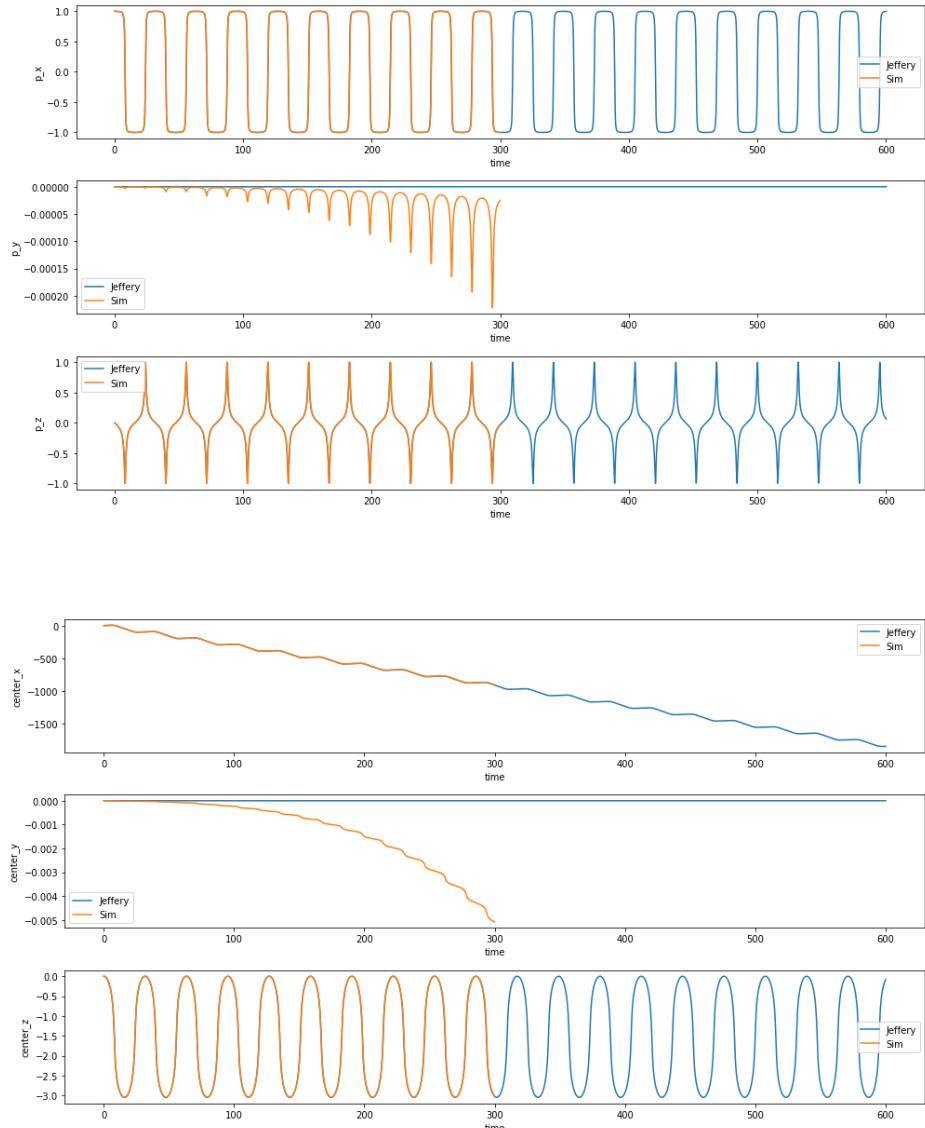 1.0
0.5
0.0
−0.5
−1.0
p_x
Jeffery
Sim
0 100 200 300 400 500 600
time
0.00000
−0.00005
−0.00010
−0.00015
−0.00020
p_y
Jeffery
Sim
0 100 200 300 400 500 600
time
1.0
0.5
0.0
−0.5
−1.0
p_z
Jeffery
Sim
0 100 200 300 400 500 600
time
0
−500
−1000
−1500
center_x
Jeffery
Sim
0 100 200 300 400 500 600
time
0.000
−0.001
−0.002
−0.003
−0.004
−0.005
center_y
Jeffery
Sim
0 100 200 300 400 500 600
time
0.0
−0.5
−1.0
−1.5
−2.0
−2.5
−3.0
center_z
Jeffery
Sim
0 100 200 300 400 500 600
time